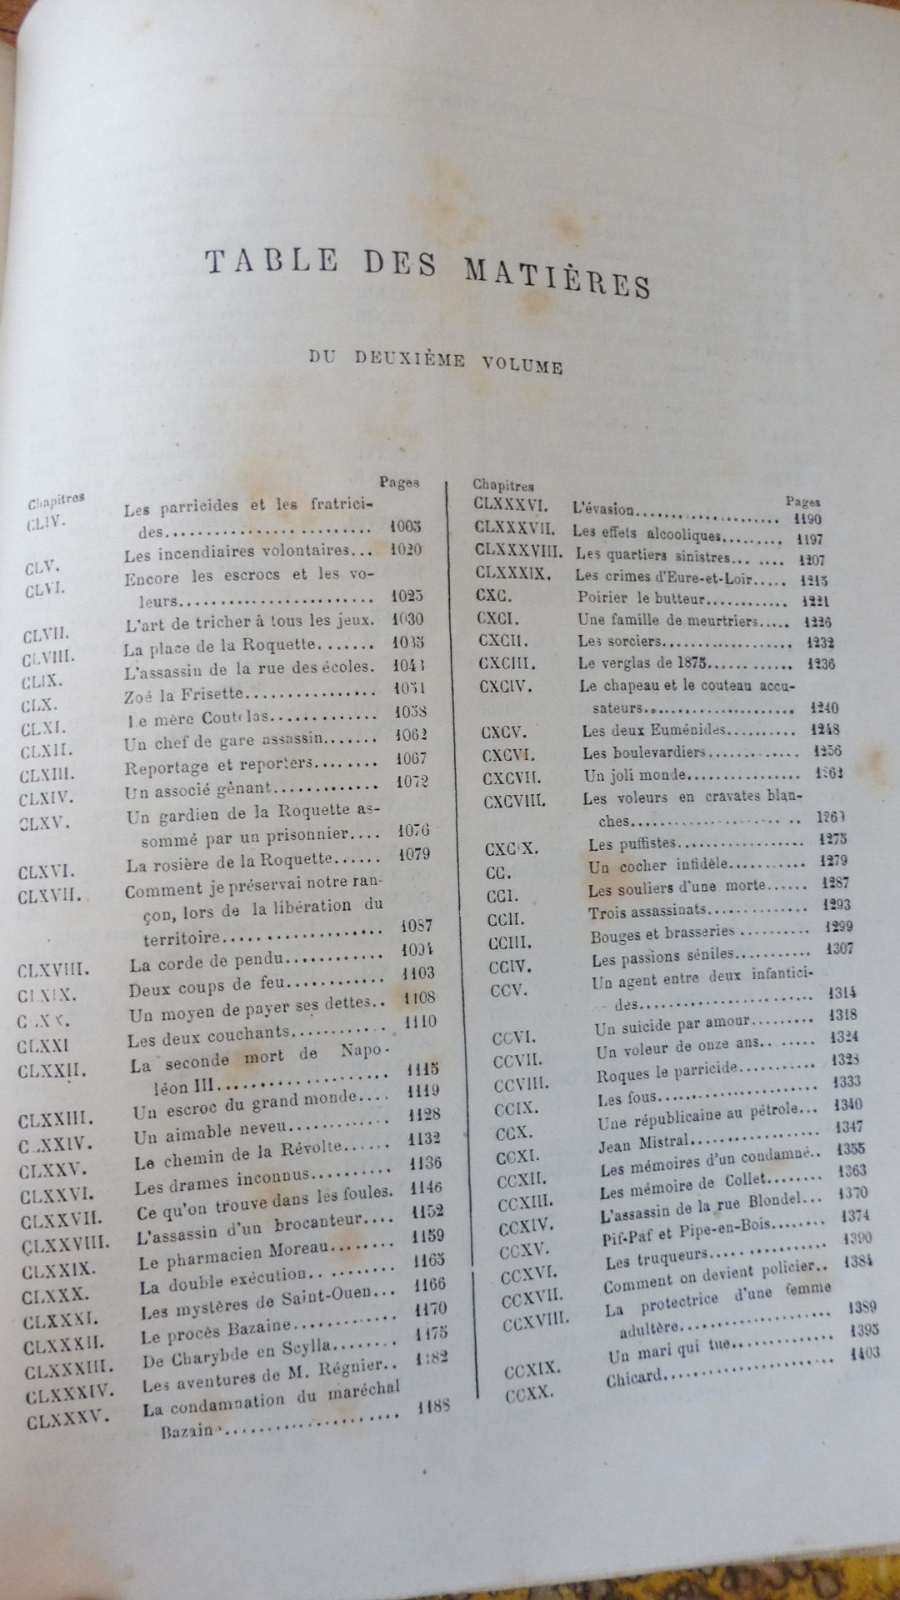 TABLE DES MATIÈRES
DU DEUXIÈME VOLUME
Chapitres Pages
CLIV. Les parricides et les fratrici-
des........................ 1005
CLV. Les incendiaires volontaires... 1020
CLVI. Encore les escrocs et les vo-
leurs....................... 1025
CLVII. L'art de tricher à tous les jeux. 1030
CLVIII. La place de la Roquette....... 1035
CLIX. L'assassin de la rue des écoles.
CLX. Zoé la Frisette............... 1051
CLXI. mère Coutelas............. 1058
CLXII. Un chef de gare assassin....... 1062
CLXIII. Reportage et reporters........ 1067
CLXIV. Un associé gênant............. 1072
CLXV. Un gardien de la Roquette as-
sommé par un prisonnier.... 1076
CLXVI. La rosière de la Roquette...... 1079
CLXVII. Comment je préservai notre ran-
çon, lors de la libération du
territoire.................. 1087
CLXVIII. La corde de pendu............ 1094
CLXIX. Deux coups de feu............ 1103
CLXX. Un moyen de payer ses dettes.. 1108
CLXXI Les deux couchants............ 1110
CLXXII. La seconde mort de Napo-
léon III.................... 1115
CLXXIII. Un escroc du grand monde.... 1119
CLXXIV. Un aimable neveu............. 1128
CLXXV. Le chemin de la Révolte...... 1132
CLXXVI. Les drames inconnus.......... 1136
CLXXVII. Ce qu'on trouve dans les foules. 1146
CLXXVIII. L'assassin d'un brocanteur.... 1152
CLXXIX. Le pharmacien Moreau........ 1159
CLXXX. La double exécution.......... 1165
CLXXXI. Les mystères de Saint-Ouen... 1166
CLXXXII. Le procès Bazaine............ 1170
CLXXXIII. De Charybde en Scylla........ 1175
CLXXXIV. Les aventures de M. Régnier.. 1182
CLXXXV. La condamnation du maréchal
Bazaine.................... 1188
Chapitres Pages
CLXXXVI. L'évasion.................... 1190
CLXXXVII. Les effets alcooliques......... 1197
CLXXXVIII. Les quartiers sinistres... .... 1207
CLXXXIX. Les crimes d'Eure-et-Loir..... 1215
CXC. Poirier le butteur............ 1221
CXCI. Une famille de meurtriers..... 1226
CXCII. Les sorciers.................. 1232
CXCIII. Le verglas de 1875........... 1236
CXCIV. Le chapeau et le couteau accu-
sateurs..................... 1240
CXCV. Les deux Euménides.......... 1248
CXCVI. Les boulevardiers............. 1256
CXCVII. Un joli monde................ 1262
CXCVIII. Les voleurs en cravates blan-
ches.......................
CXCIX. Les puffistes.................. 1275
CC. Un cocher infidèle........... 1279
CCI. Les souliers d'une morte...... 1287
CCII. Trois assassinats............. 1293
CCIII. Bouges et brasseries .......... 1299
CCIV. Les passions séniles........... 1307
CCV. Un agent entre deux infantici-
des........................ 1314
CCVI. Un suicide par amour......... 1318
CCVII. Un voleur de onze ans........ 1324
CCVIII. Roques le parricide........... 1328
CCIX. Les fous..................... 1333
CCX. Une républicaine au pétrole... 1340
CCXI. Jean Mistral.................. 1347
CCXII. Les mémoires d'un condamné.. 1355
CCXIII. Les mémoire de Collet........ 1363
CCXIV. L'assassin de la rue Blondel... 1370
CCXV. Pif-Paf et Pipe-en-Bois........ 1374
CCXVI. Les truqueurs................ 1390
CCXVII. Comment on devient policier.. 1384
CCXVIII. La protectrice d'une femme
adultère................... 1389
CCXIX. Un mari qui tue............. 1395
CCXX. Chicard..................... 1403